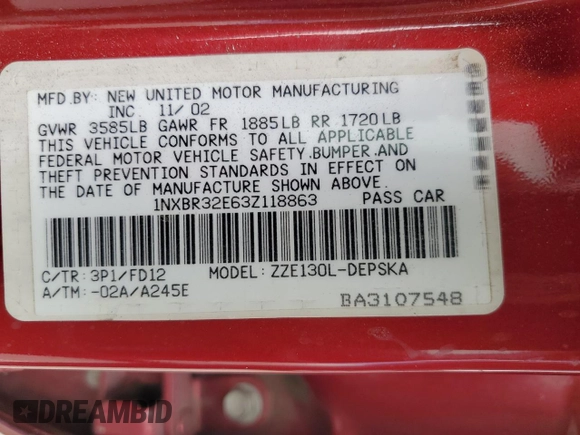 MFD.BY: NEW UNITED MOTOR MANUFACTURING
INC. 11/02
GVWR 3585LB GAWR FR 1885LB RR 1720LB
THIS VEHICLE CONFORMS TO ALL APPLICABLE
FEDERAL MOTOR VEHICLE SAFETY,BUMPER,AND
THEFT PREVENTION STANDARDS IN EFFECT ON
THE DATE OF MANUFACTURE SHOWN ABOVE.
1NXBR32E63Z118863 PASS CAR
C/TR: 3P1/FD12 MODEL: ZZE130L-DEPSKA
A/TM: -02A/A245E
BA3107548
DREAMBID